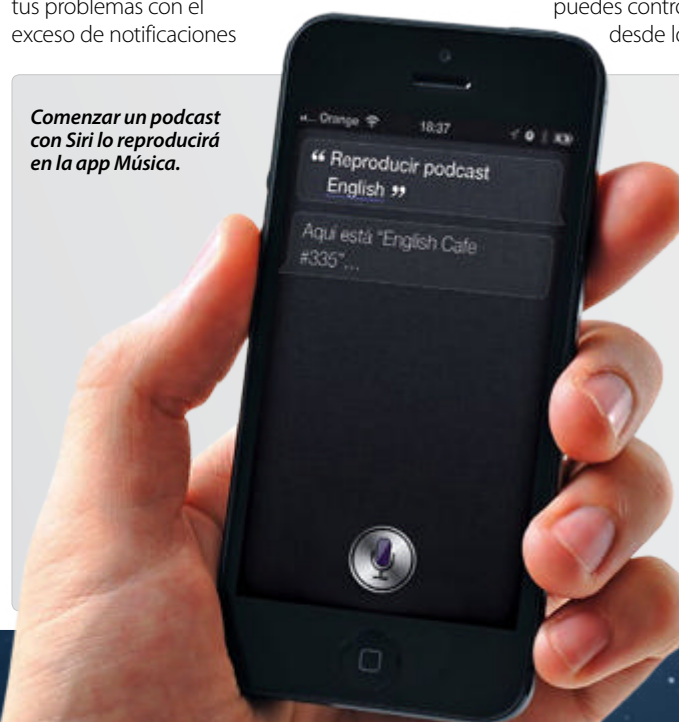 tus problemas con el
exceso de notificaciones
puedes contro
desde lo
Comenzar un podcast
con Siri lo reproducirá
en la app Música.
Orange
18:37
“ Reproducir podcast
English ”
Aquí está "English Cafe
#335"...